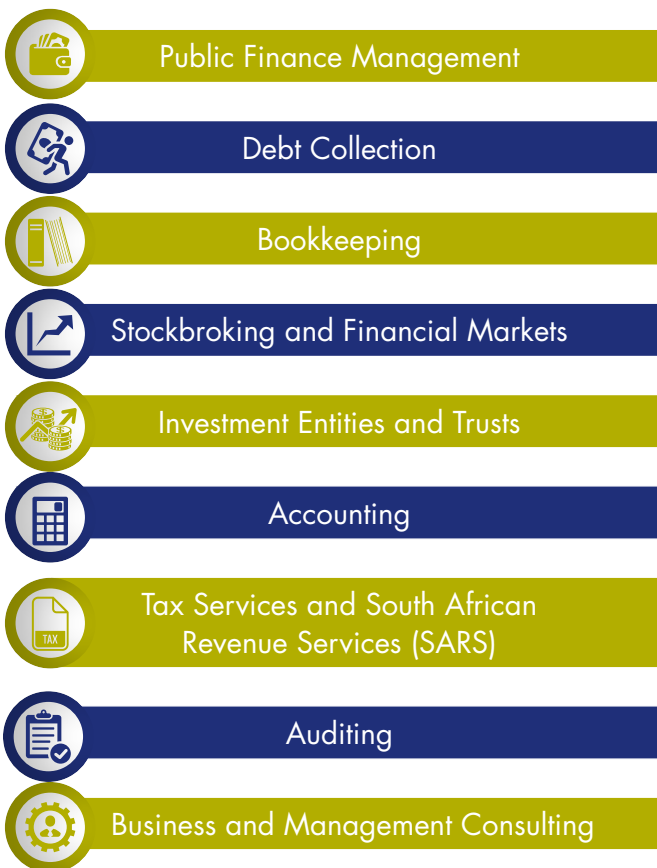 Public Finance Management
Debt Collection
Bookkeeping
Stockbroking and Financial Markets
Investment Entities and Trusts
Accounting
Tax Services and South African
Revenue Services (SARS)
TAX
Auditing
Business and Management Consulting